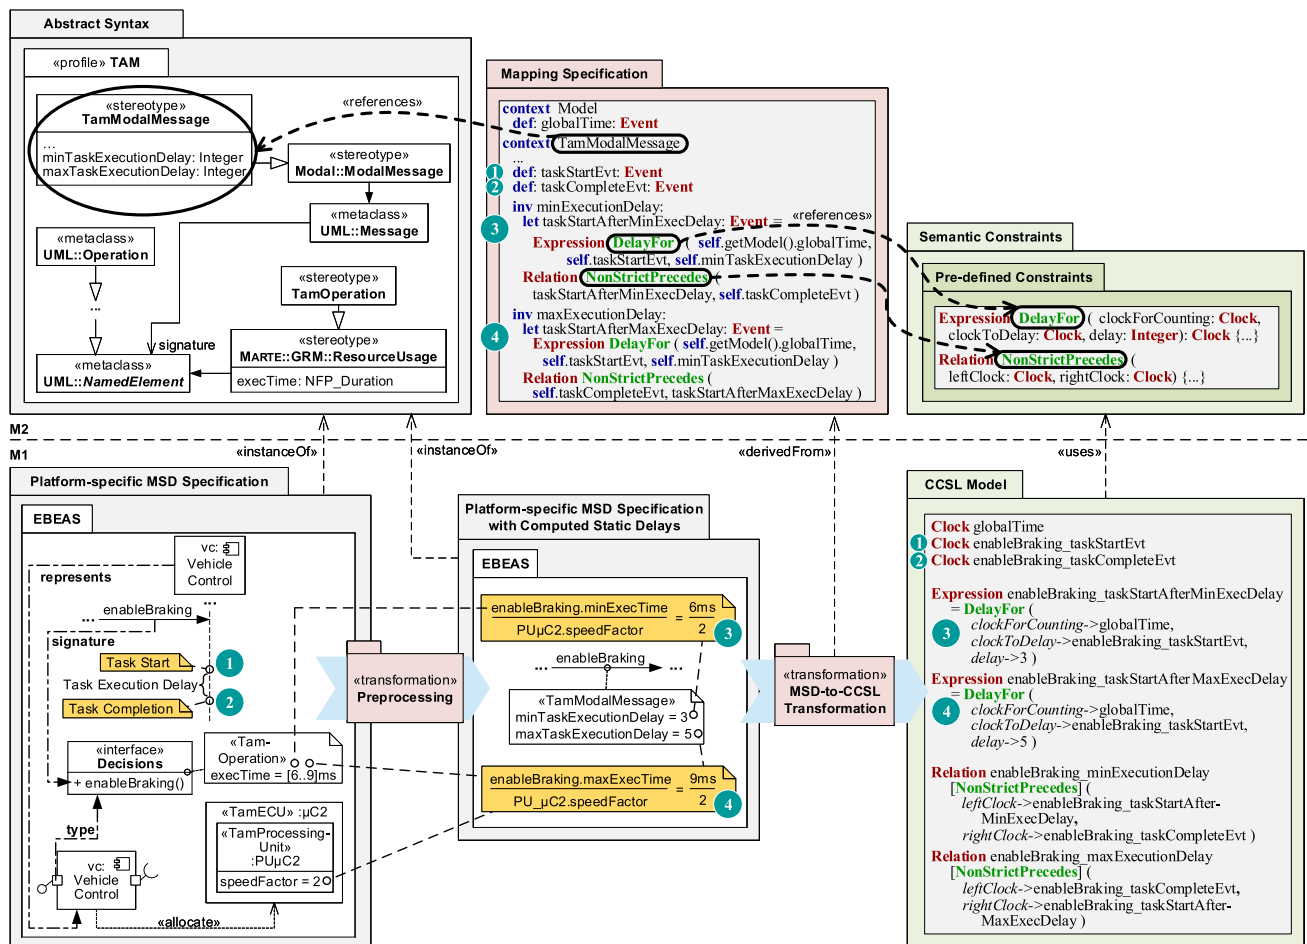 Abstract Syntax
«profile» TAM
«stereotype»
TamModalMessage
...
minTaskExecutionDelay: Integer
maxTaskExecutionDelay: Integer
«references»
«stereotype»
Modal::ModalMessage
«metaclass»
UML::Message
«metaclass»
UML::Operation
...
«stereotype»
TamOperation
signature
«stereotype»
MARTE::GRM::ResourceUsage
execTime: NFP_Duration
«metaclass»
UML::NamedElement
Mapping Specification
context Model
def: globalTime: Event
context TamModalMessage
...
1 def: taskStartEvt: Event
2 def: taskCompleteEvt: Event
inv minExecutionDelay:
3 let taskStartAfterMinExecDelay: Event =
Expression DelayFor ( self.getModel().globalTime,
self.taskStartEvt, self.minTaskExecutionDelay )
Relation NonStrictPrecedes (
taskStartAfterMinExecDelay, self.taskCompleteEvt )
inv maxExecutionDelay:
4 let taskStartAfterMaxExecDelay: Event =
Expression DelayFor ( self.getModel().globalTime,
self.taskStartEvt, self.minTaskExecutionDelay )
Relation NonStrictPrecedes (
self.taskCompleteEvt, taskStartAfterMaxExecDelay )
«references»
Semantic Constraints
Pre-defined Constraints
Expression DelayFor ( clockForCounting: Clock,
clockToDelay: Clock, delay: Integer): Clock {...}
Relation NonStrictPrecedes (
leftClock: Clock, rightClock: Clock) {...}
M2
M1
«instanceOf»
«instanceOf»
«derivedFrom»
«uses»
Platform-specific MSD Specification
EBEAS
vc:
Vehicle
Control
represents
...
... enableBraking
signature
Task Start 1
Task Execution Delay
Task Completion 2
«interface»
Decisions
+ enableBraking()
«Tam-
Operation»
execTime = [6..9]ms
type
«TamECU» :µC2
«TamProcessing-
Unit»
:PUµC2
speedFactor = 2
vc:
Vehicle
Control
«allocate»
«transformation»
Preprocessing
Platform-specific MSD Specification
with Computed Static Delays
EBEAS
enableBraking.minExecTime = 6ms
PUµC2.speedFactor 2
3
... enableBraking ...
«TamModalMessage»
minTaskExecutionDelay = 3
maxTaskExecutionDelay = 5
enableBraking.maxExecTime = 9ms
PU_µC2.speedFactor 2
4
«transformation»
MSD-to-CCSL
Transformation
CCSL Model
Clock globalTime
1 Clock enableBraking_taskStartEvt
2 Clock enableBraking_taskCompleteEvt
Expression enableBraking_taskStartAfterMinExecDelay
= DelayFor (
3 clockForCounting->globalTime,
clockToDelay->enableBraking_taskStartEvt,
delay->3 )
Expression enableBraking_taskStartAfter MaxExecDelay
= DelayFor (
4 clockForCounting->globalTime,
clockToDelay->enableBraking_taskStartEvt,
delay->5 )
Relation enableBraking_minExecutionDelay
[NonStrictPrecedes] (
leftClock->enableBraking_taskStartAfter-
MinExecDelay,
rightClock->enableBraking_taskCompleteEvt )
Relation enableBraking_maxExecutionDelay
[NonStrictPrecedes] (
leftClock->enableBraking_taskCompleteEvt,
rightClock->enableBraking_taskStartAfter-
MaxExecDelay )